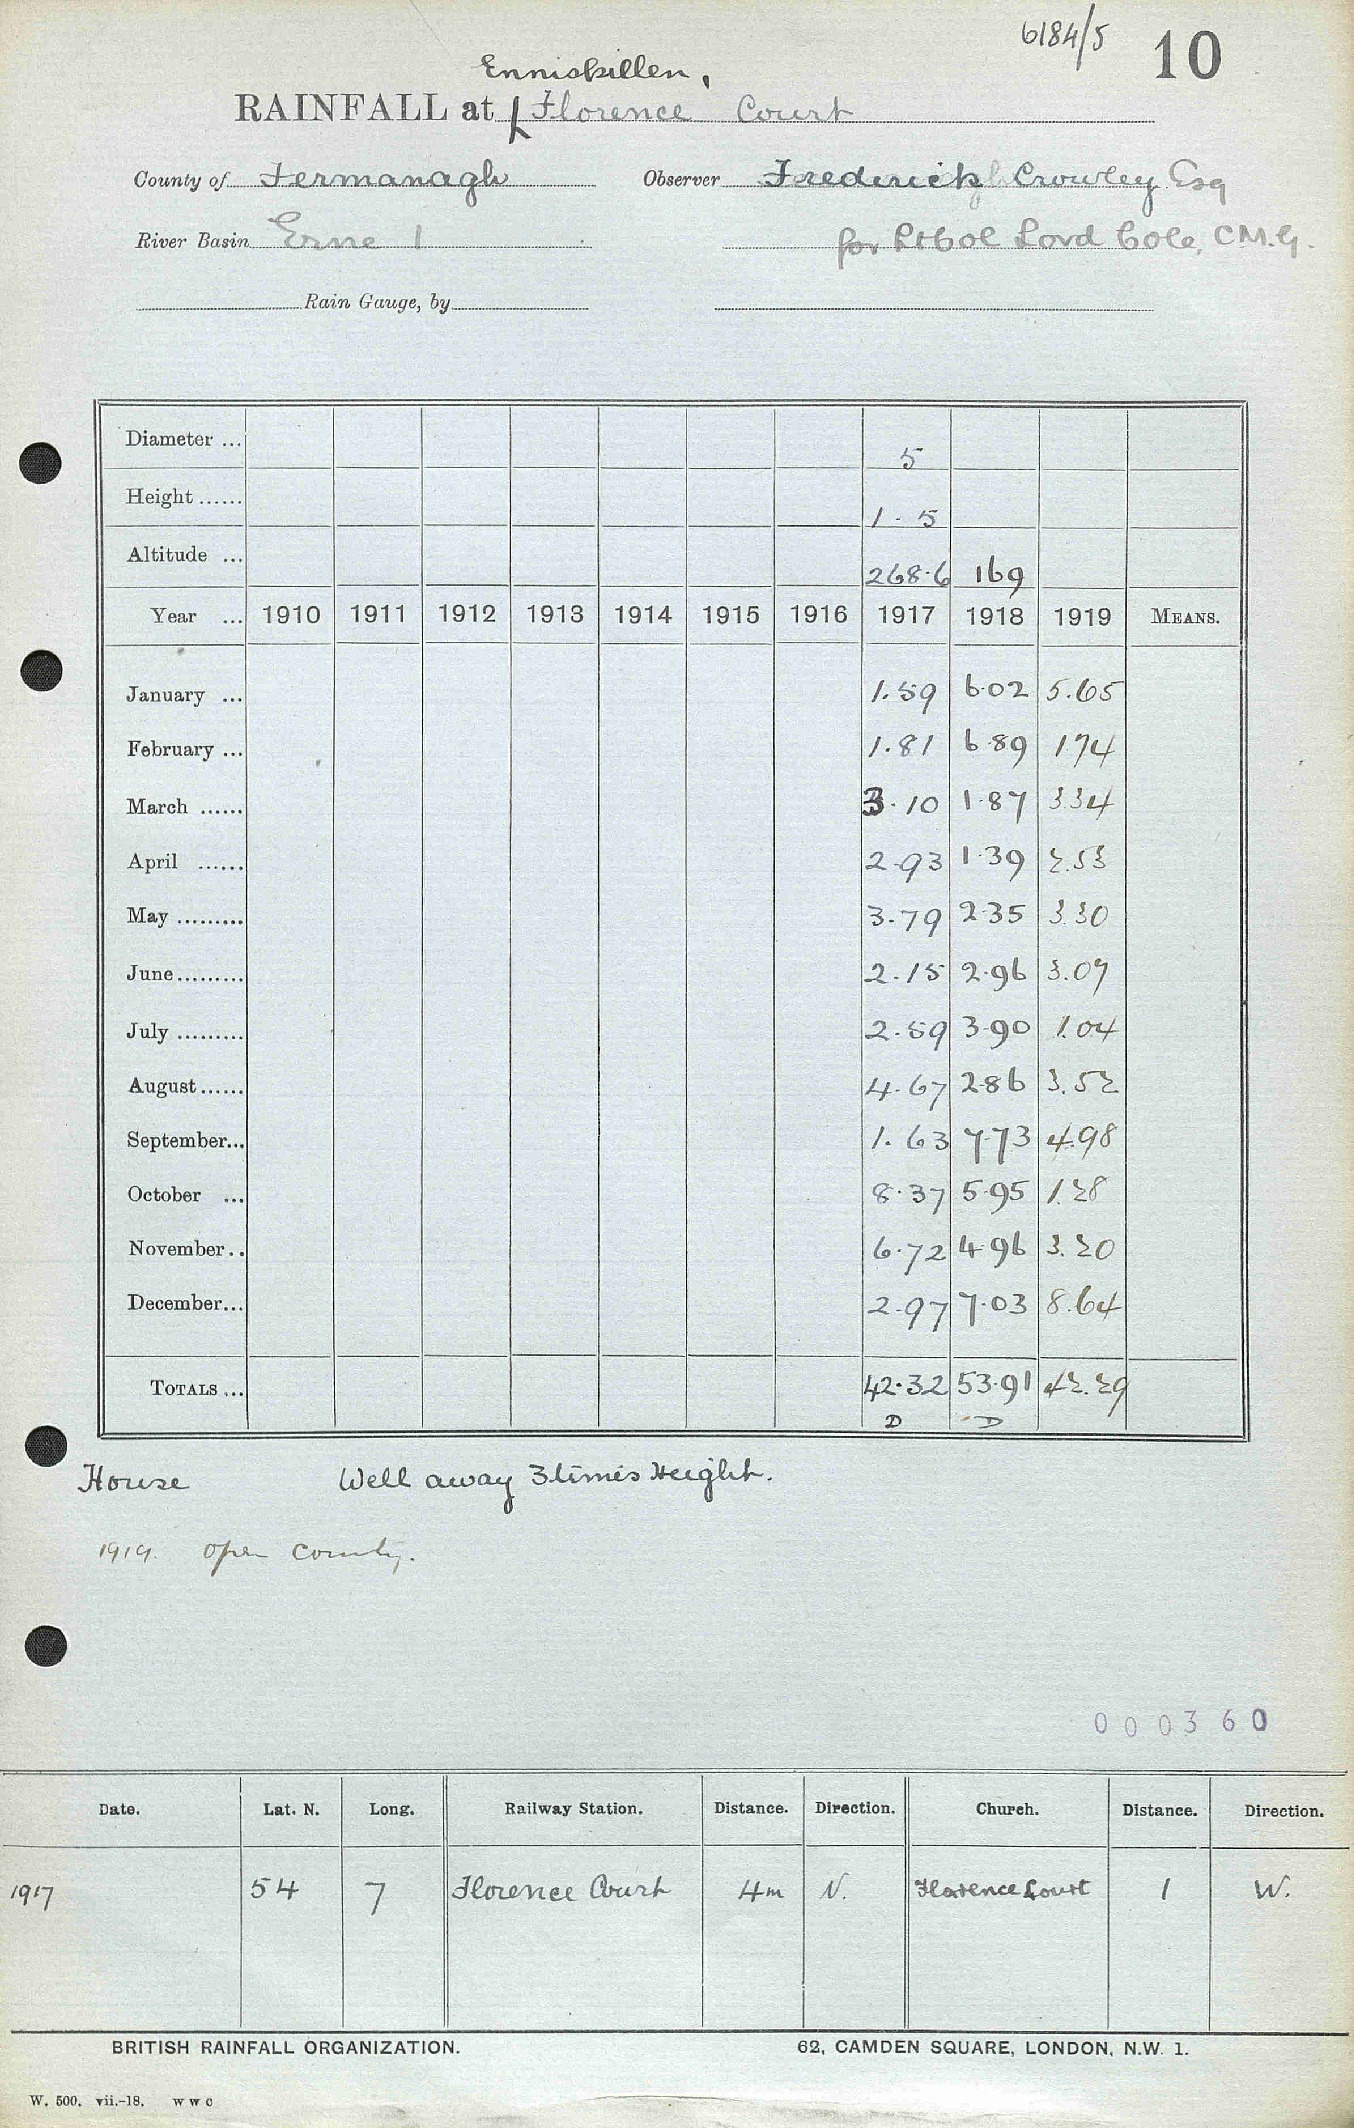 6184/5 10
Enniskillen,
RAINFALL at Florence Court
County of Fermanagh Observer Frederick Crowley Esq
River Basin Erne 1 for Lt Col Lord Cole, C.M.G.
Rain Gauge, by
Diameter ... 5
Height ...... 1.5
Altitude ... 268.6 169
Year ... 1910 1911 1912 1913 1914 1915 1916 1917 1918 1919 MEANS.
January ... 1.59 6.02 5.65
February ... 1.81 6.89 1.74
March ...... 3.10 1.87 3.34
April ...... 2.93 1.39 2.53
May ......... 3.79 2.35 3.30
June ......... 2.15 2.96 3.07
July ......... 2.59 3.90 1.04
August ...... 4.67 2.86 3.52
September... 1.63 7.73 4.98
October ... 8.37 5.95 1.28
November.. 6.72 4.96 3.20
December... 2.97 7.03 8.64
TOTALS ... 42.32 53.91 42.29
D D
House Well away 3 times Height.
1919. Open county.
000360
Date. Lat. N. Long. Railway Station. Distance. Direction. Church. Distance. Direction.
1917 54 7 Florence Court 4m N. Florence Court 1 W.
BRITISH RAINFALL ORGANIZATION. 62, CAMDEN SQUARE, LONDON, N.W. 1.
W. 500. vii.-18. W W C